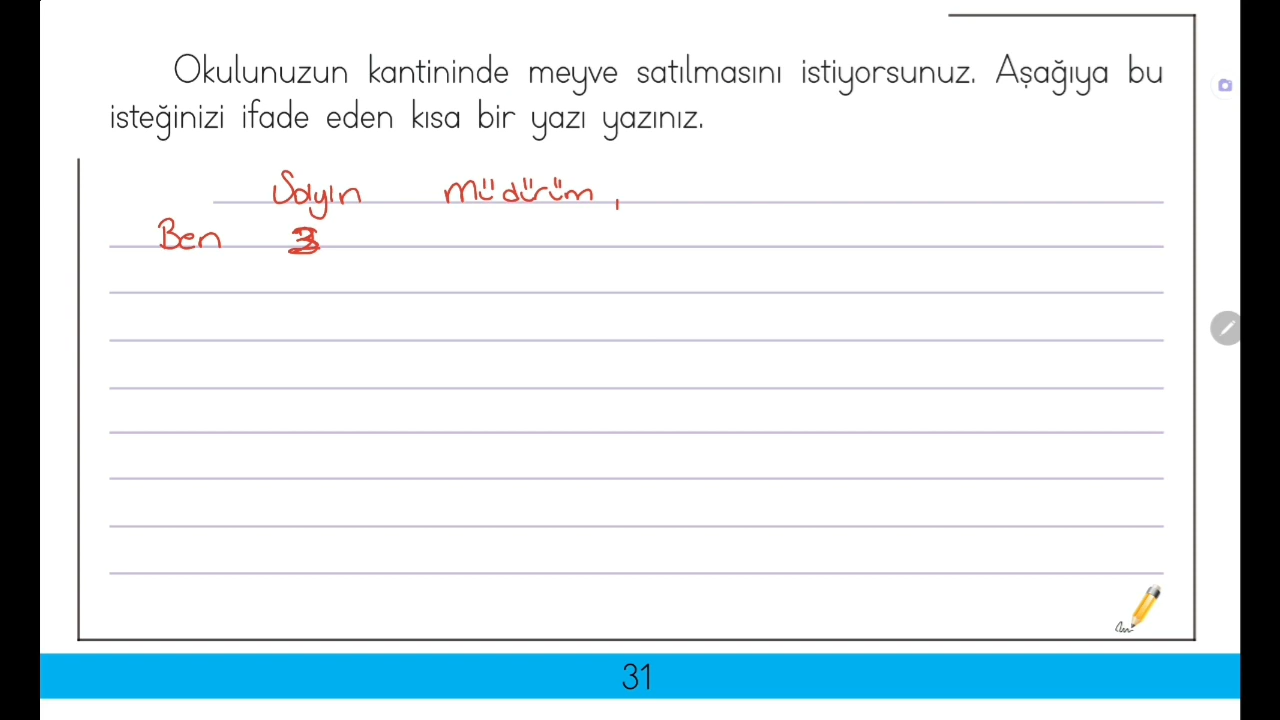 Okulunuzun kantininde meyve satılmasını istiyorsunuz. Aşağıya bu
isteğinizi ifade eden kısa bir yazı yazınız.
Sayın Müdürüm,
Ben
31